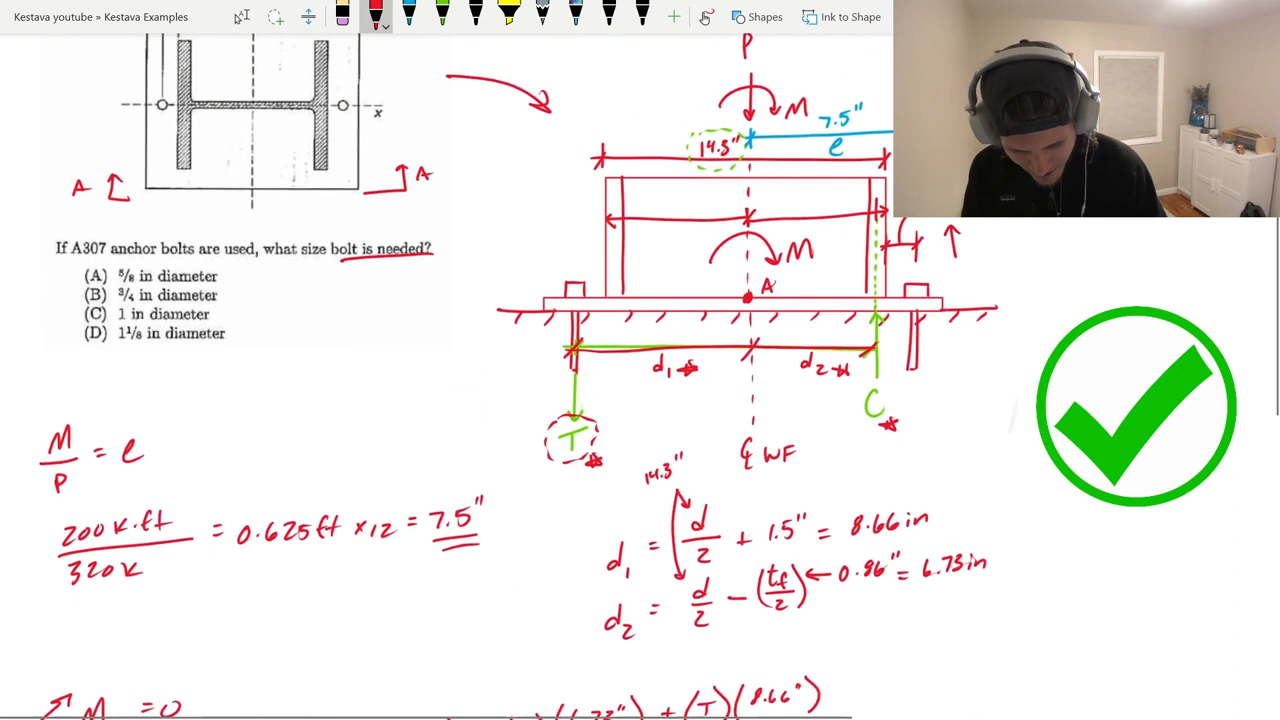 Kestava youtube » Kestava Examples
Shapes
Ink to Shape
P
M
7.5"
14.3"
e
x
A
A
M
A
If A307 anchor bolts are used, what size bolt is needed?
(A) 5/8 in diameter
(B) 3/4 in diameter
(C) 1 in diameter
(D) 1 1/8 in diameter
d1
d2
T
C
℄ WF
M/P = e
200 k·ft / 320 k = 0.625 ft x 12 = 7.5"
14.3"
d1 = d/2 + 1.5" = 8.66 in
d2 = d/2 - (tf/2) ← 0.86" = 6.73 in
M = 0
+ (T)(8.66")